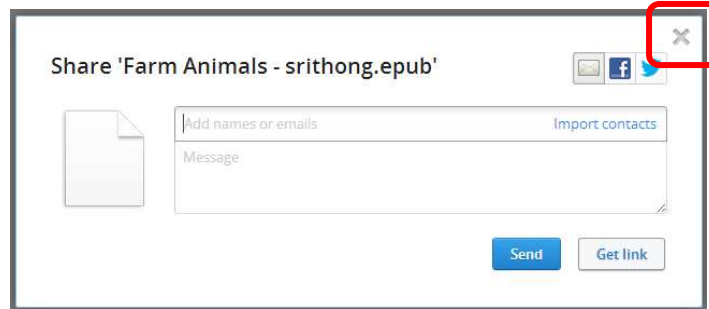 Share 'Farm Animals - srithong.epub'
Add names or emails Import contacts
Message
Send Get link